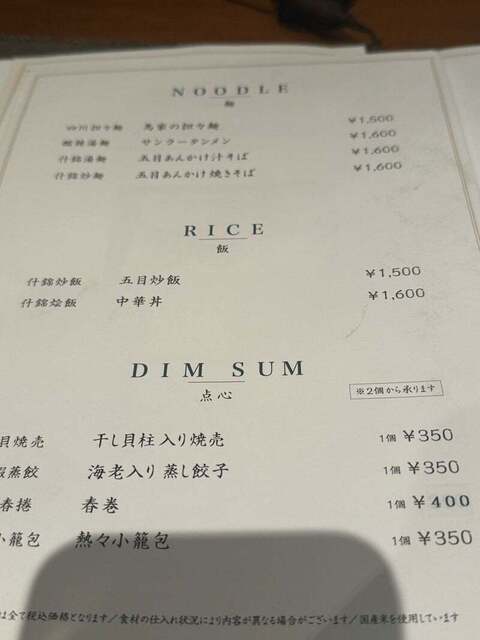 NOODLE
麺
四川担々麺 馬家の担々麺 ¥1,500
酸辣湯麺 サンラータンメン ¥1,600
什錦湯麺 五目あんかけ汁そば ¥1,600
什錦炒麺 五目あんかけ焼きそば ¥1,600
RICE
飯
什錦炒飯 五目炒飯 ¥1,500
什錦烩飯 中華丼 ¥1,600
DIM SUM
点心
※2個から承ります
貝焼売 干し貝柱入り焼売 1個 ¥350
蒸餃 海老入り蒸し餃子 1個 ¥350
春捲 春巻 1個 ¥400
小籠包 熱々小籠包 1個 ¥350
は全て税込価格となります／食材の仕入れ状況により内容が異なる場合がございます／国産米を使用しています